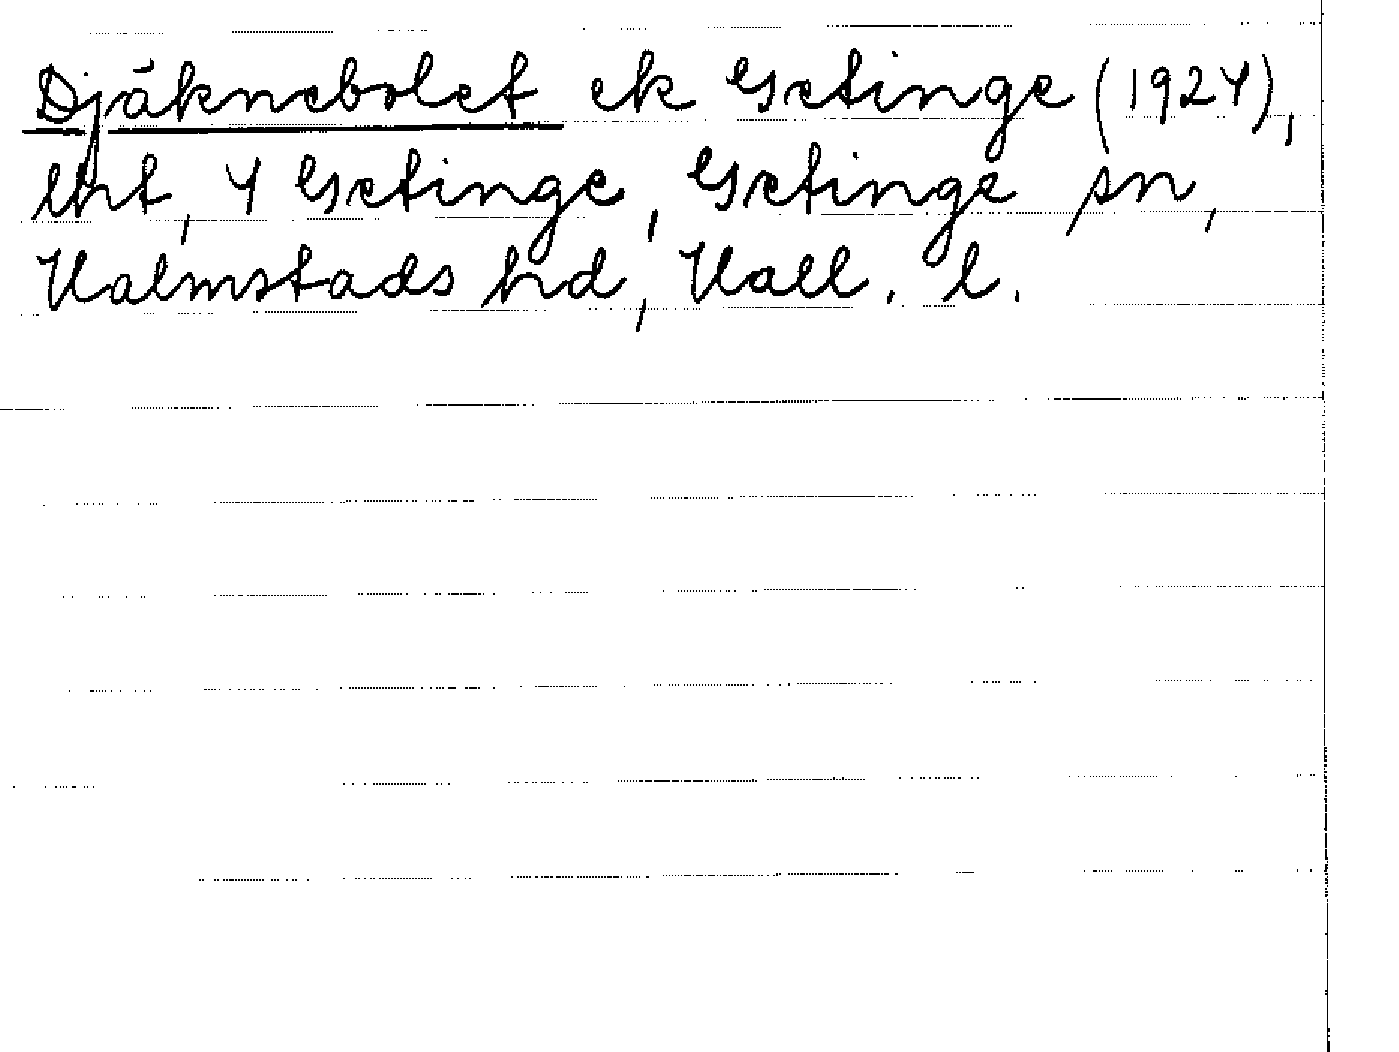 Djäknebolet ek Getinge (1924),
lht, 4 Getinge, Getinge sn,
Halmstads hd, Hall. l.